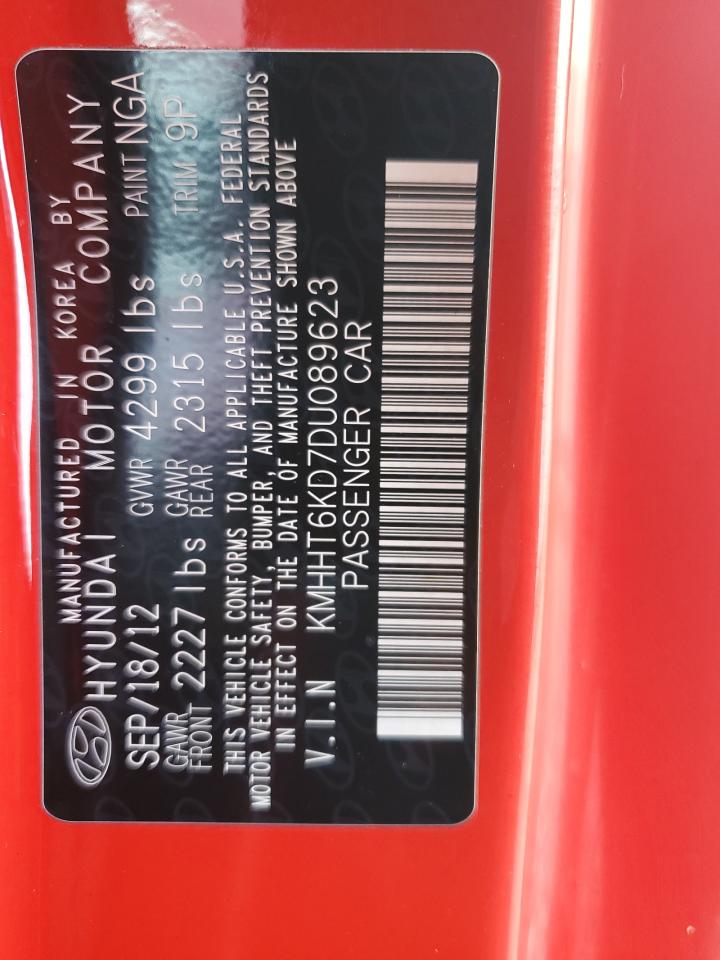 MANUFACTURED IN KOREA BY
HYUNDAI MOTOR COMPANY
SEP/18/12 GVWR 4299 lbs PAINT NGA
GAWR FRONT 2227 lbs GAWR REAR 2315 lbs TRIM 9P
THIS VEHICLE CONFORMS TO ALL APPLICABLE U.S.A. FEDERAL
MOTOR VEHICLE SAFETY, BUMPER, AND THEFT PREVENTION STANDARDS
IN EFFECT ON THE DATE OF MANUFACTURE SHOWN ABOVE
V.I.N KMHHT6KD7DU089623
PASSENGER CAR